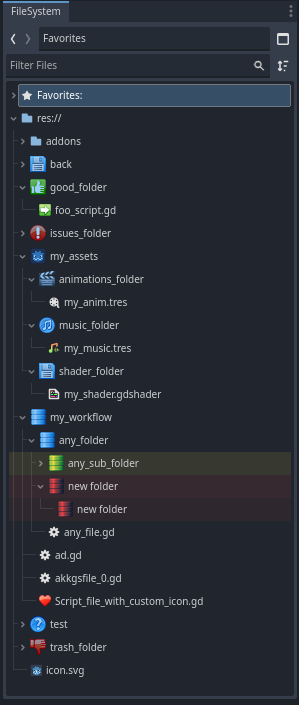 FileSystem
Favorites
Filter Files
Favorites:
res://
addons
back
good_folder
foo_script.gd
issues_folder
my_assets
animations_folder
my_anim.tres
music_folder
my_music.tres
shader_folder
my_shader.gdshader
my_workflow
any_folder
any_sub_folder
new folder
new folder
any_file.gd
ad.gd
akkgsfile_0.gd
Script_file_with_custom_icon.gd
test
trash_folder
icon.svg